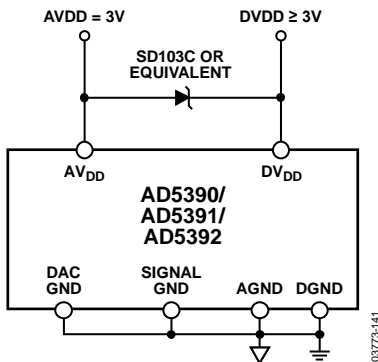 AVDD = 3V
DVDD ≥ 3V
SD103C OR
EQUIVALENT
AVDD
DVDD
AD5390/
AD5391/
AD5392
DAC
GND
SIGNAL
GND
AGND
DGND
03773-141